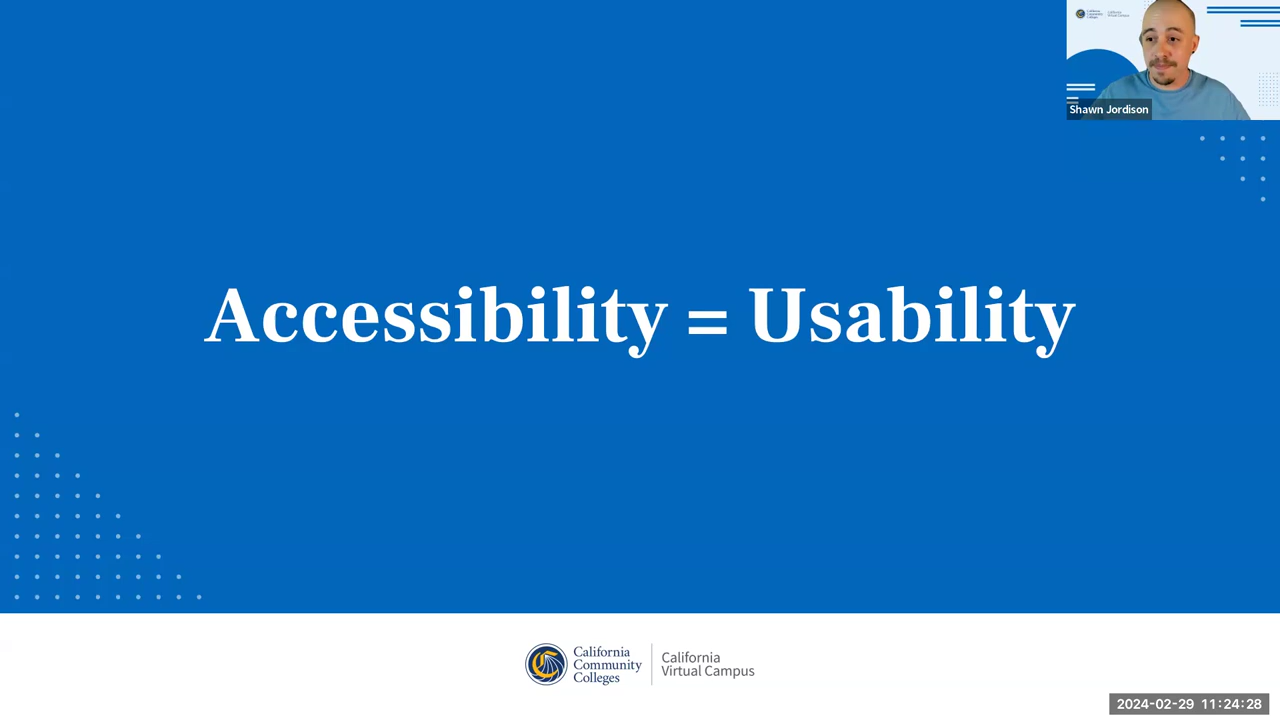 Shawn Jordison
Accessibility = Usability
California
Community
Colleges
California
Virtual Campus
2024-02-29 11:24:28